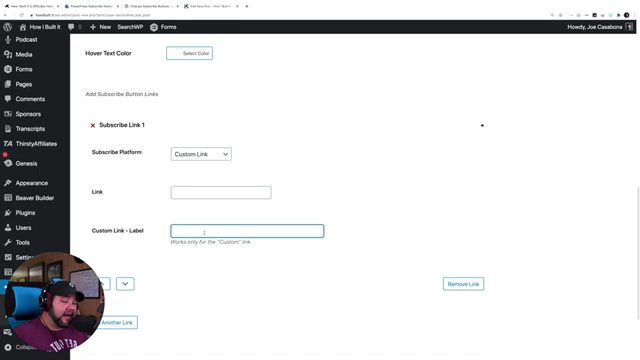 How I Built It Is Officially Here
PowerPress Subscribe shortc
Podcast Subscribe Buttons –
Add New Post ‹ How I Built It
How I Built It
0
New
SearchWP
Forms
Howdy, Joe Casabona
Podcast
Media
Forms
Pages
Comments
Sponsors
Transcripts
ThirstyAffiliates
Genesis
Appearance
Beaver Builder
Plugins
Users
Tools
Hover Text Color
Select Color
Add Subscribe Button Links
Subscribe Link 1
Subscribe Platform
Custom Link
Link
Custom Link - Label
Works only for the "Custom" link.
Remove Link
Another Link